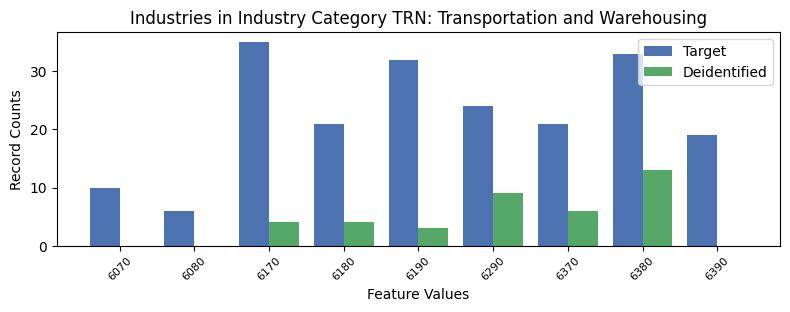 Industries in Industry Category TRN: Transportation and Warehousing
Target
Deidentified
Record Counts
30
20
10
0
6070 6080 6170 6180 6190 6290 6370 6380 6390
Feature Values